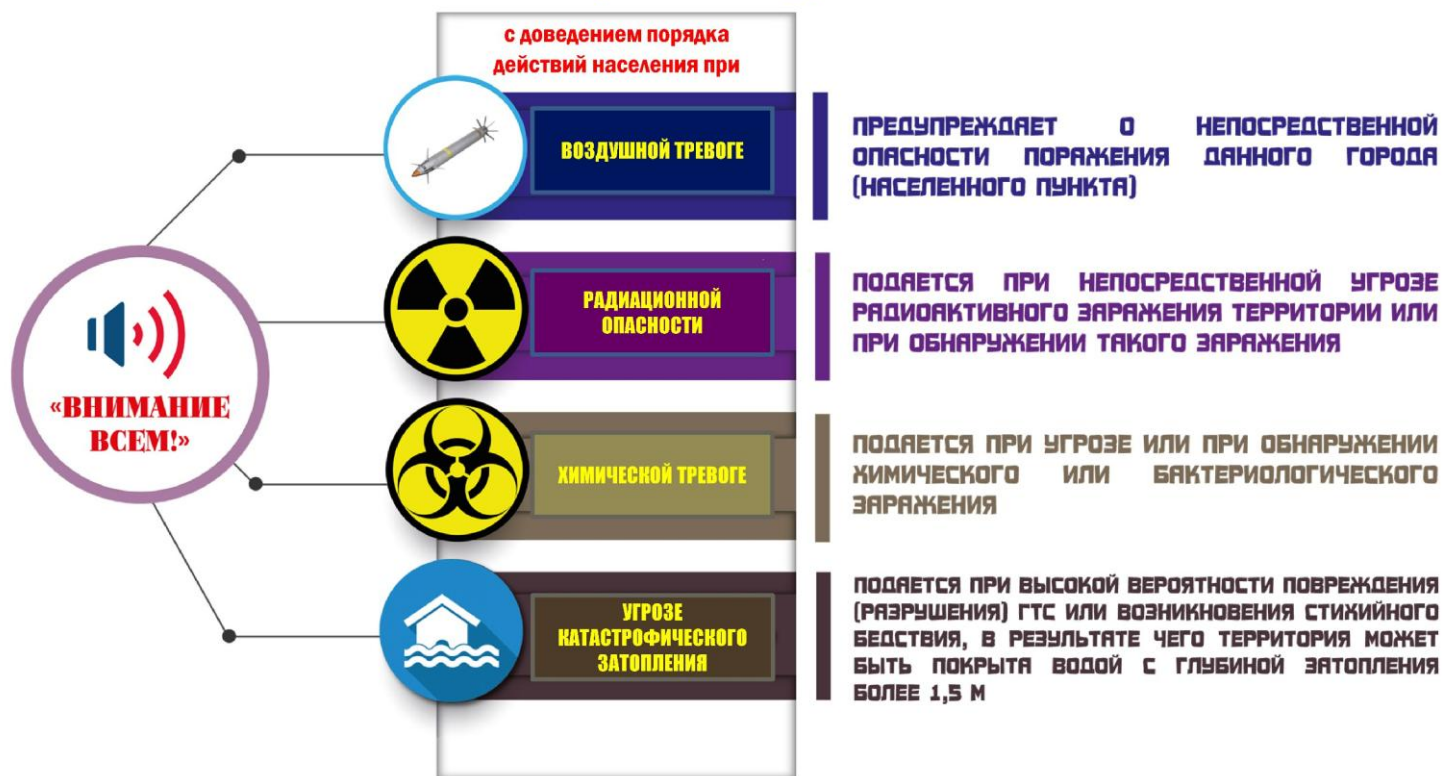 с доведением порядка
действий населения при
«ВНИМАНИЕ
ВСЕМ!»
ВОЗДУШНОЙ ТРЕВОГЕ
ПРЕДУПРЕЖДАЕТ О НЕПОСРЕДСТВЕННОЙ
ОПАСНОСТИ ПОРАЖЕНИЯ ДАННОГО ГОРОДА
(НАСЕЛЕННОГО ПУНКТА)
РАДИАЦИОННОЙ
ОПАСНОСТИ
ПОДАЕТСЯ ПРИ НЕПОСРЕДСТВЕННОЙ УГРОЗЕ
РАДИОАКТИВНОГО ЗАРАЖЕНИЯ ТЕРРИТОРИИ ИЛИ
ПРИ ОБНАРУЖЕНИИ ТАКОГО ЗАРАЖЕНИЯ
ХИМИЧЕСКОЙ ТРЕВОГЕ
ПОДАЕТСЯ ПРИ УГРОЗЕ ИЛИ ПРИ ОБНАРУЖЕНИИ
ХИМИЧЕСКОГО ИЛИ БАКТЕРИОЛОГИЧЕСКОГО
ЗАРАЖЕНИЯ
УГРОЗЕ
КАТАСТРОФИЧЕСКОГО
ЗАТОПЛЕНИЯ
ПОДАЕТСЯ ПРИ ВЫСОКОЙ ВЕРОЯТНОСТИ ПОВРЕЖДЕНИЯ
(РАЗРУШЕНИЯ) ГТС ИЛИ ВОЗНИКНОВЕНИЯ СТИХИЙНОГО
БЕДСТВИЯ, В РЕЗУЛЬТАТЕ ЧЕГО ТЕРРИТОРИЯ МОЖЕТ
БЫТЬ ПОКРЫТА ВОДОЙ С ГЛУБИНОЙ ЗАТОПЛЕНИЯ
БОЛЕЕ 1,5 М